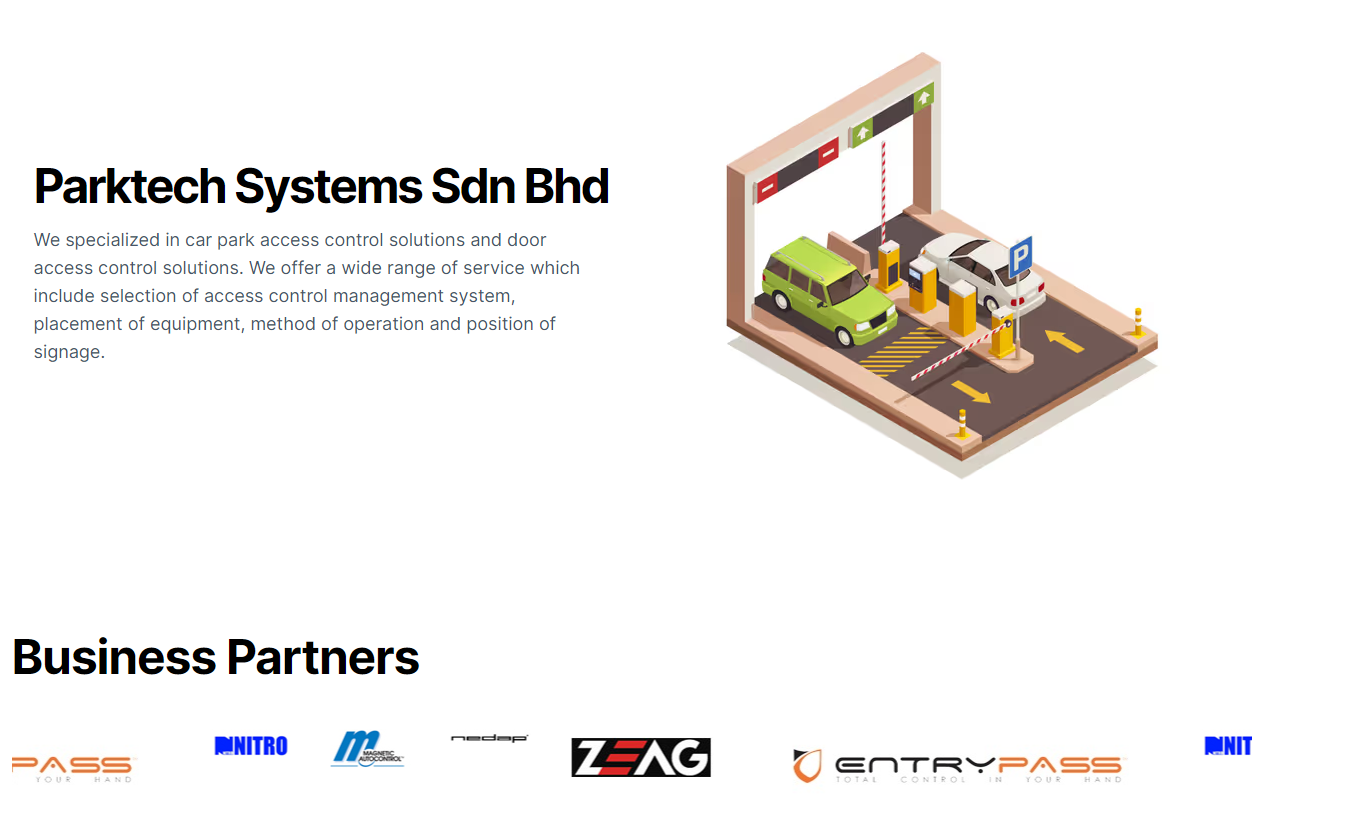 Parktech Systems Sdn Bhd
We specialized in car park access control solutions and door
access control solutions. We offer a wide range of service which
include selection of access control management system,
placement of equipment, method of operation and position of
signage.
P
Business Partners
PASS
YOUR HAND
NITRO
m
MAGNETIC
AUTOCONTROL
nedap
ZEAG
ENTRYPASS
TOTAL CONTROL IN YOUR HAND
NIT